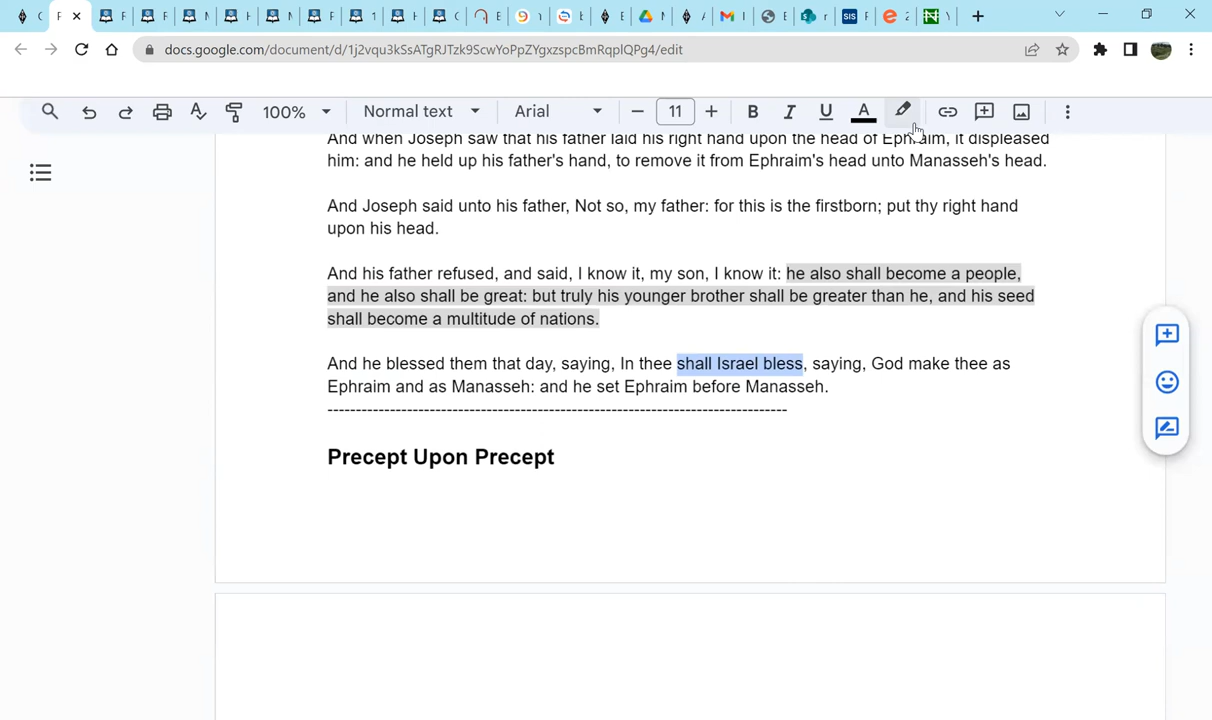 docs.google.com/document/d/1j2vqu3kSsATgRJTzk9ScwYoPpZYgxzspcBmRqplQPg4/edit
100% Normal text Arial 11 B I U A
And when Joseph saw that his father laid his right hand upon the head of Ephraim, it displeased
him: and he held up his father's hand, to remove it from Ephraim's head unto Manasseh's head.
And Joseph said unto his father, Not so, my father: for this is the firstborn; put thy right hand
upon his head.
And his father refused, and said, I know it, my son, I know it: he also shall become a people,
and he also shall be great: but truly his younger brother shall be greater than he, and his seed
shall become a multitude of nations.
And he blessed them that day, saying, In thee shall Israel bless, saying, God make thee as
Ephraim and as Manasseh: and he set Ephraim before Manasseh.
----------------------------------------------------------------------------------
Precept Upon Precept